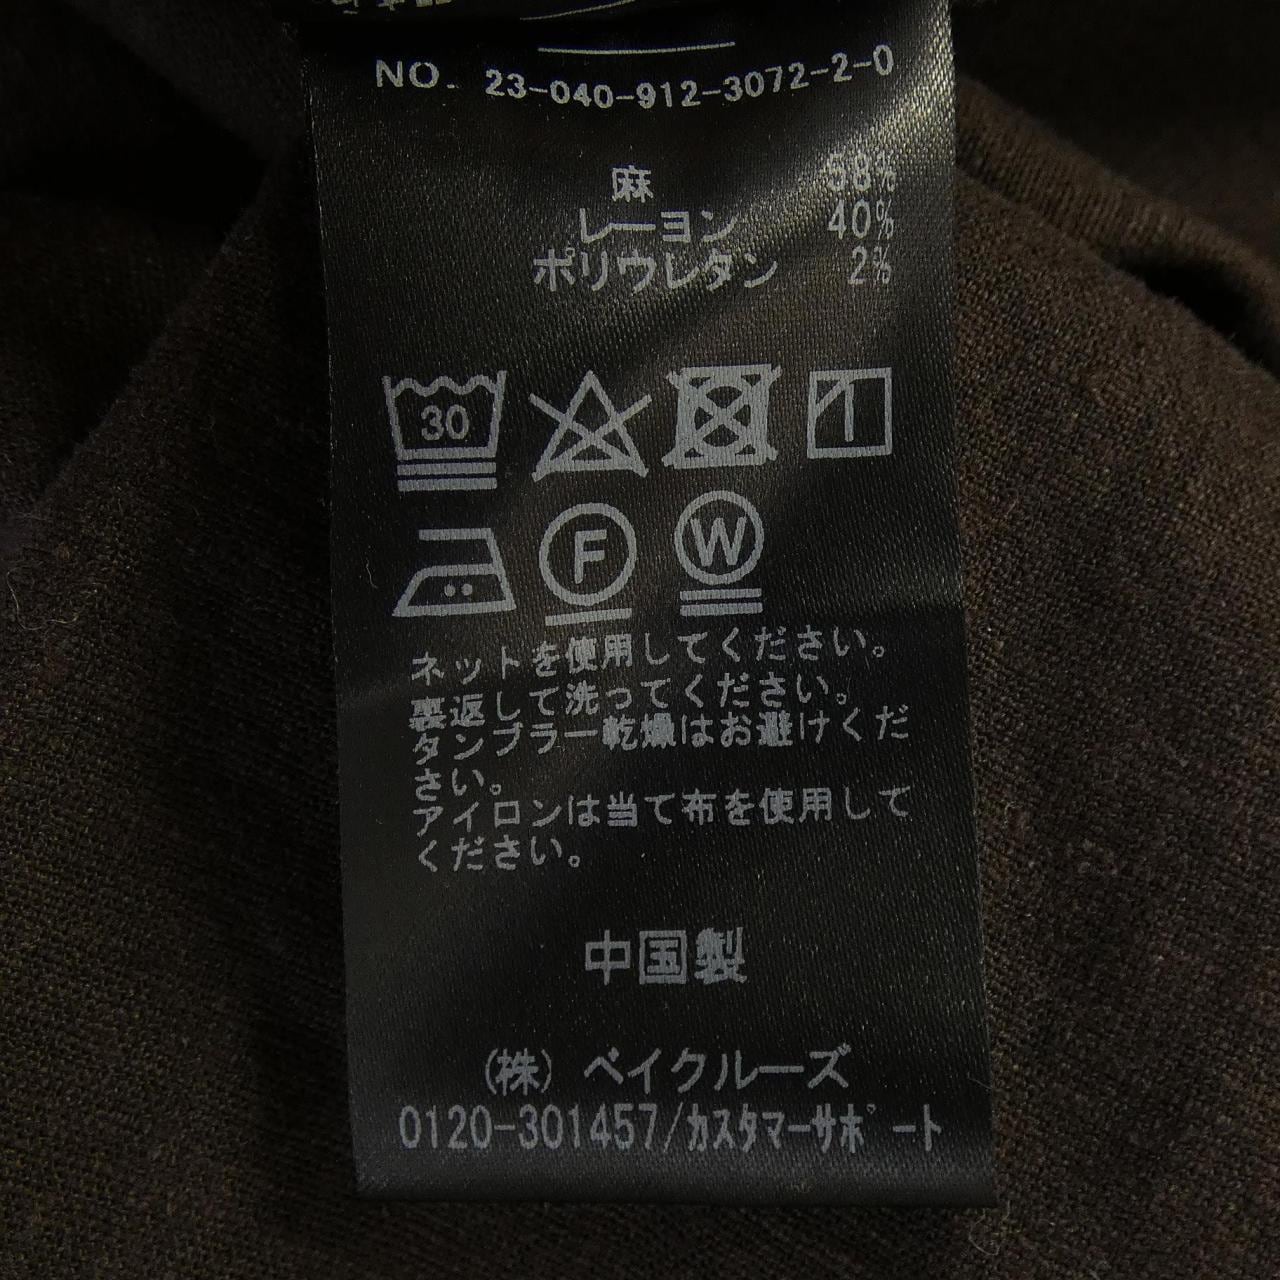 NO. 23-040-912-3072-2-0
麻 58%
レーヨン 40%
ポリウレタン 2%
30
F W
ネットを使用してください。
裏返して洗ってください。
タンブラー乾燥はお避けくだ
さい。
アイロンは当て布を使用して
ください。
中国製
(株) ベイクルーズ
0120-301457/カスタマーサポート